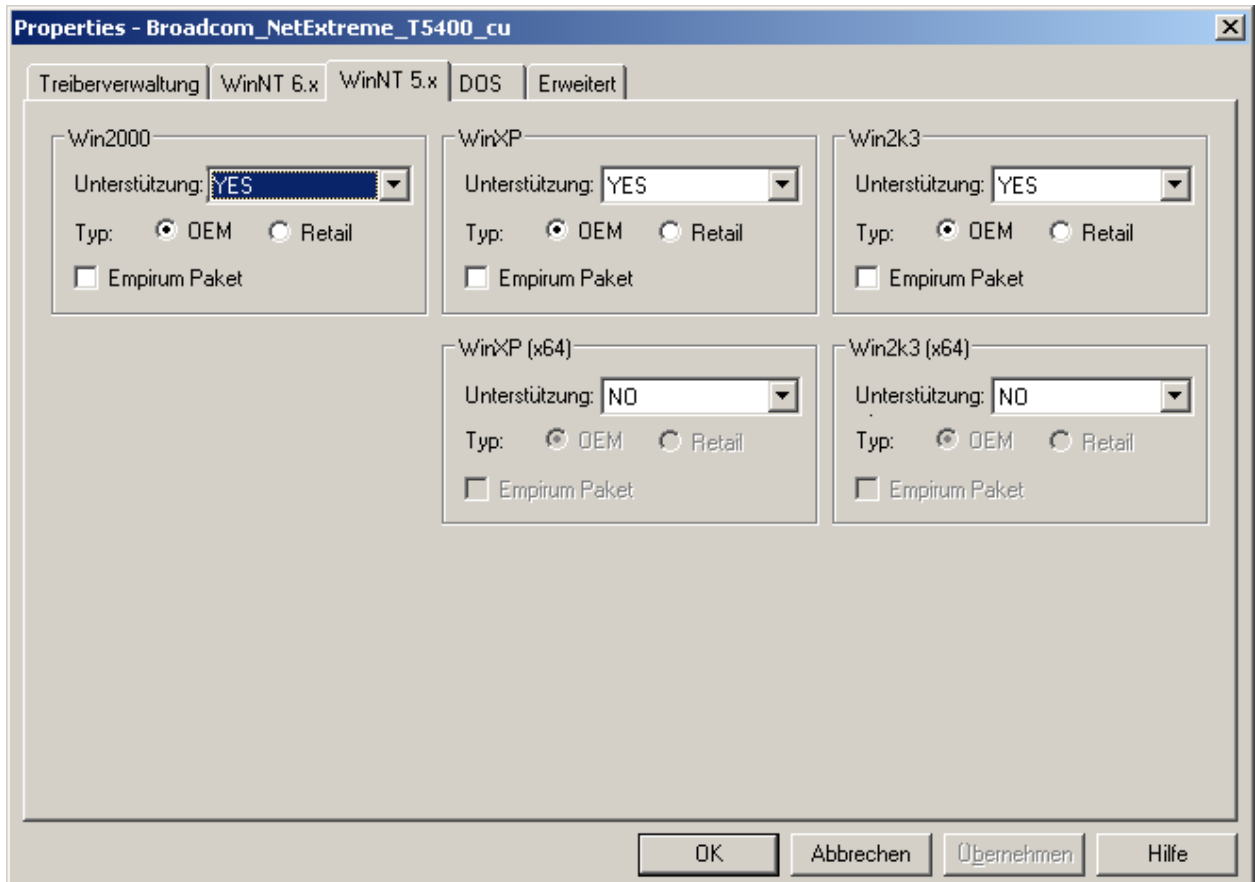 Properties - Broadcom_NetExtreme_T5400_cu
Treiberverwaltung WinNT 6.x WinNT 5.x DOS Erweitert
Win2000 WinXP Win2k3
Unterstützung: YES Unterstützung: YES Unterstützung: YES
Typ: OEM Retail Typ: OEM Retail Typ: OEM Retail
Empirum Paket Empirum Paket Empirum Paket
WinXP (x64) Win2k3 (x64)
Unterstützung: NO Unterstützung: NO
Typ: OEM Retail Typ: OEM Retail
Empirum Paket Empirum Paket
OK Abbrechen Übernehmen Hilfe